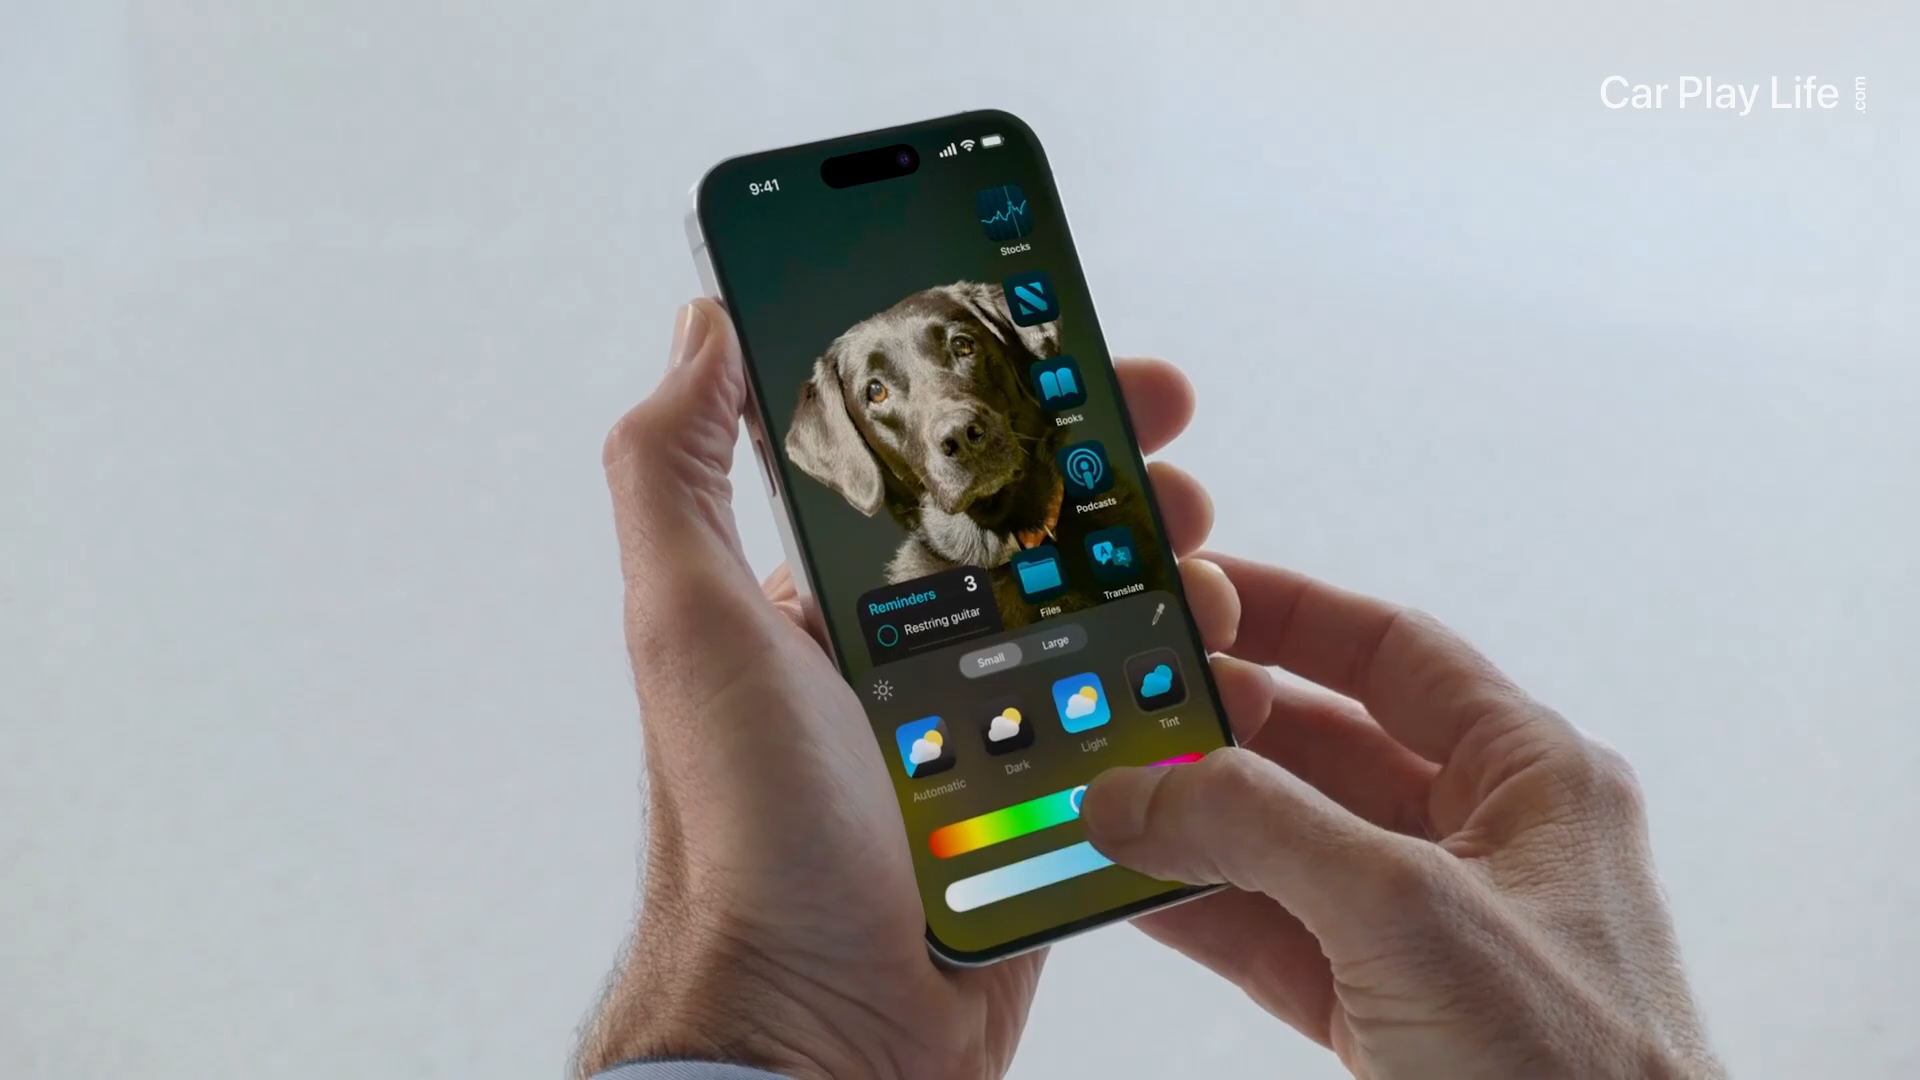 Car Play Life .com
9:41
Stocks
News
Books
Podcasts
Files
Translate
Reminders 3
Restring guitar
Small
Large
Automatic
Dark
Light
Tint